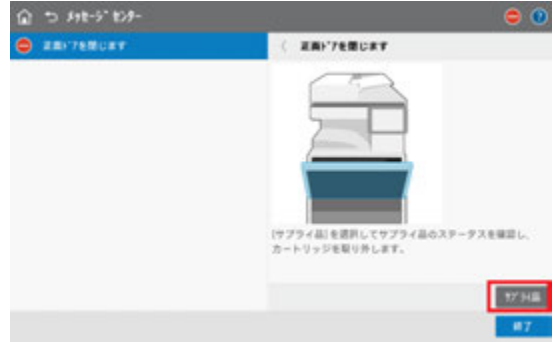 ﾒｯｾｰｼﾞ ｾﾝﾀｰ
正面ﾄﾞｱを閉じます
正面ﾄﾞｱを閉じます
[サプライ品]を選択してサプライ品のステータスを確認し、
カートリッジを取り外します。
ｻﾌﾟﾗｲ品
終了